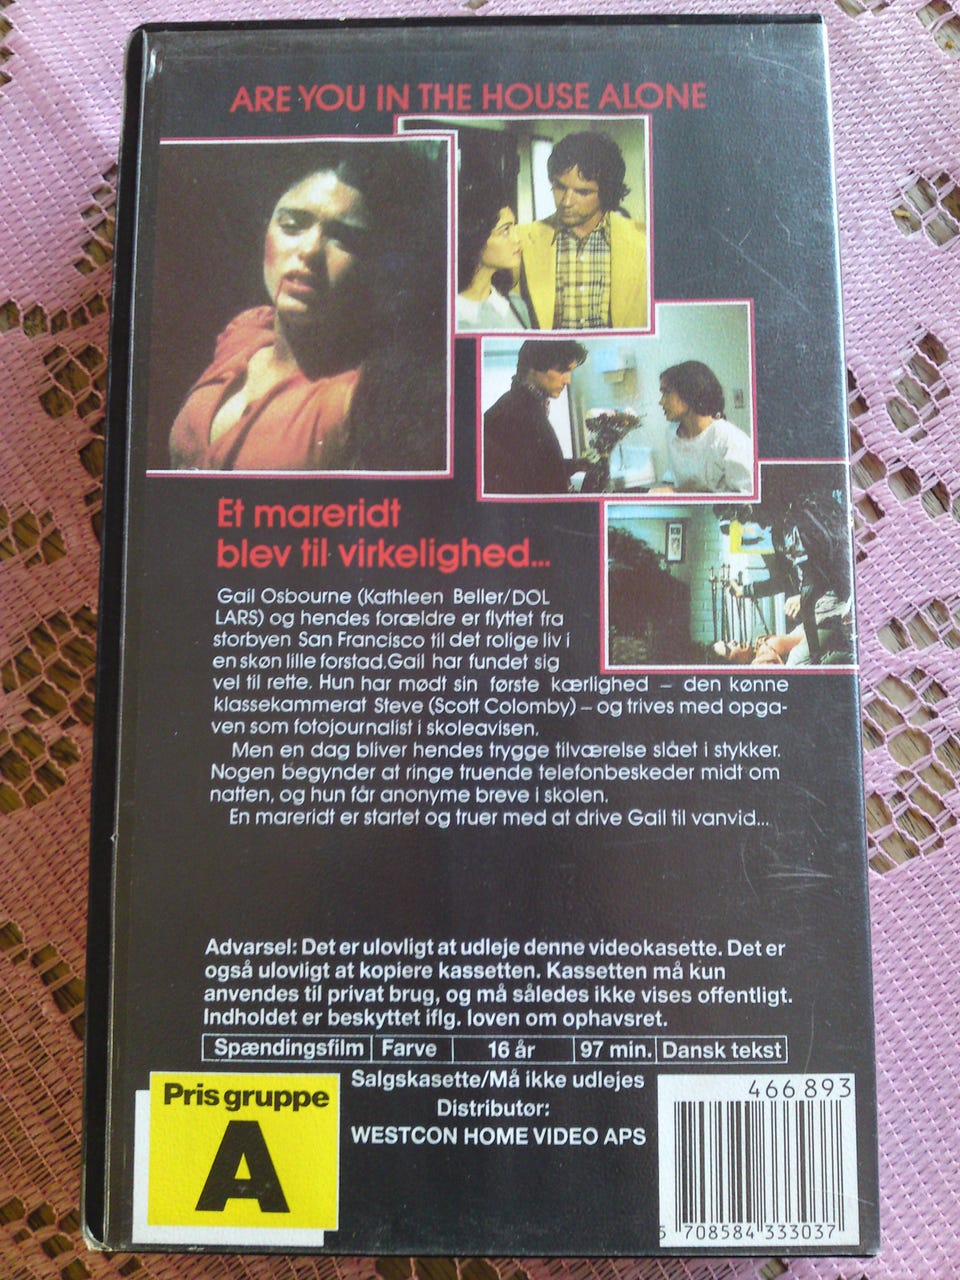 ARE YOU IN THE HOUSE ALONE
Et mareridt
blev til virkelighed...
Gail Osbourne (Kathleen Beller/DOL
LARS) og hendes forældre er flyttet fra
storbyen San Francisco til det rolige liv i
en skøn lille forstad.Gail har fundet sig
vel til rette. Hun har mødt sin første kærlighed – den kønne
klassekammerat Steve (Scott Colomby) – og trives med opga-
ven som fotojournalist i skoleavisen.
Men en dag bliver hendes trygge tilværelse slået i stykker.
Nogen begynder at ringe truende telefonbeskeder midt om
natten, og hun får anonyme breve i skolen.
En mareridt er startet og truer med at drive Gail til vanvid...
Advarsel: Det er ulovligt at udleje denne videokasette. Det er
også ulovligt at kopiere kassetten. Kassetten må kun
anvendes til privat brug, og må således ikke vises offentligt.
Indholdet er beskyttet iflg. loven om ophavsret.
Spændingsfilm Farve 16 år 97 min. Dansk tekst
Salgskasette/Må ikke udlejes
Distributør:
WESTCON HOME VIDEO APS
Pris gruppe
A
466893
5 708584 333037